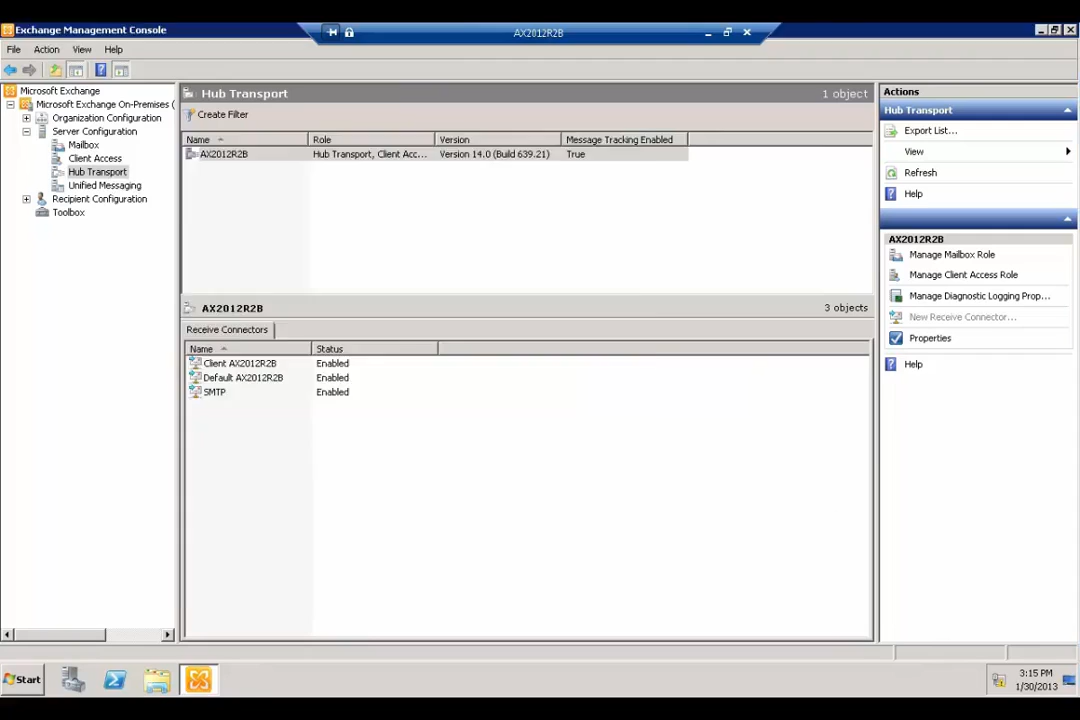 Exchange Management Console
AX2012R2B
File Action View Help
Microsoft Exchange
Microsoft Exchange On-Premises (
Organization Configuration
Server Configuration
Mailbox
Client Access
Hub Transport
Unified Messaging
Recipient Configuration
Toolbox
Hub Transport 1 object
Create Filter
Name Role Version Message Tracking Enabled
AX2012R2B Hub Transport, Client Acc... Version 14.0 (Build 639.21) True
AX2012R2B 3 objects
Receive Connectors
Name Status
Client AX2012R2B Enabled
Default AX2012R2B Enabled
SMTP Enabled
Actions
Hub Transport
Export List...
View
Refresh
Help
AX2012R2B
Manage Mailbox Role
Manage Client Access Role
Manage Diagnostic Logging Prop...
New Receive Connector...
Properties
Help
Start
3:15 PM
1/30/2013